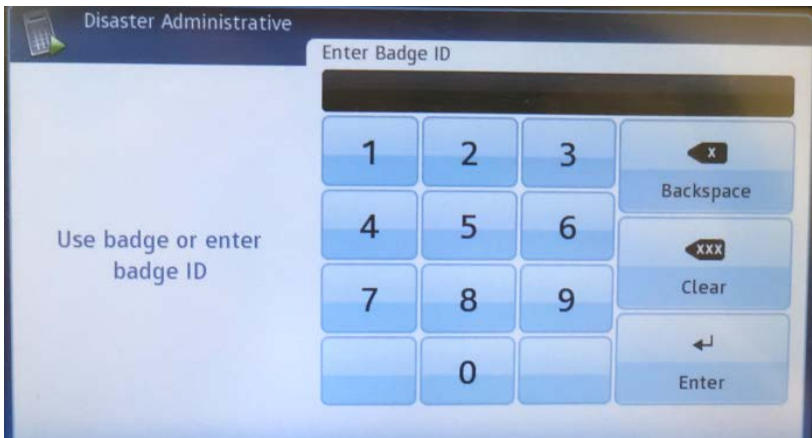 Disaster Administrative
Enter Badge ID
Use badge or enter
badge ID
1 2 3
X
Backspace
4 5 6
XXX
Clear
7 8 9
0
Enter